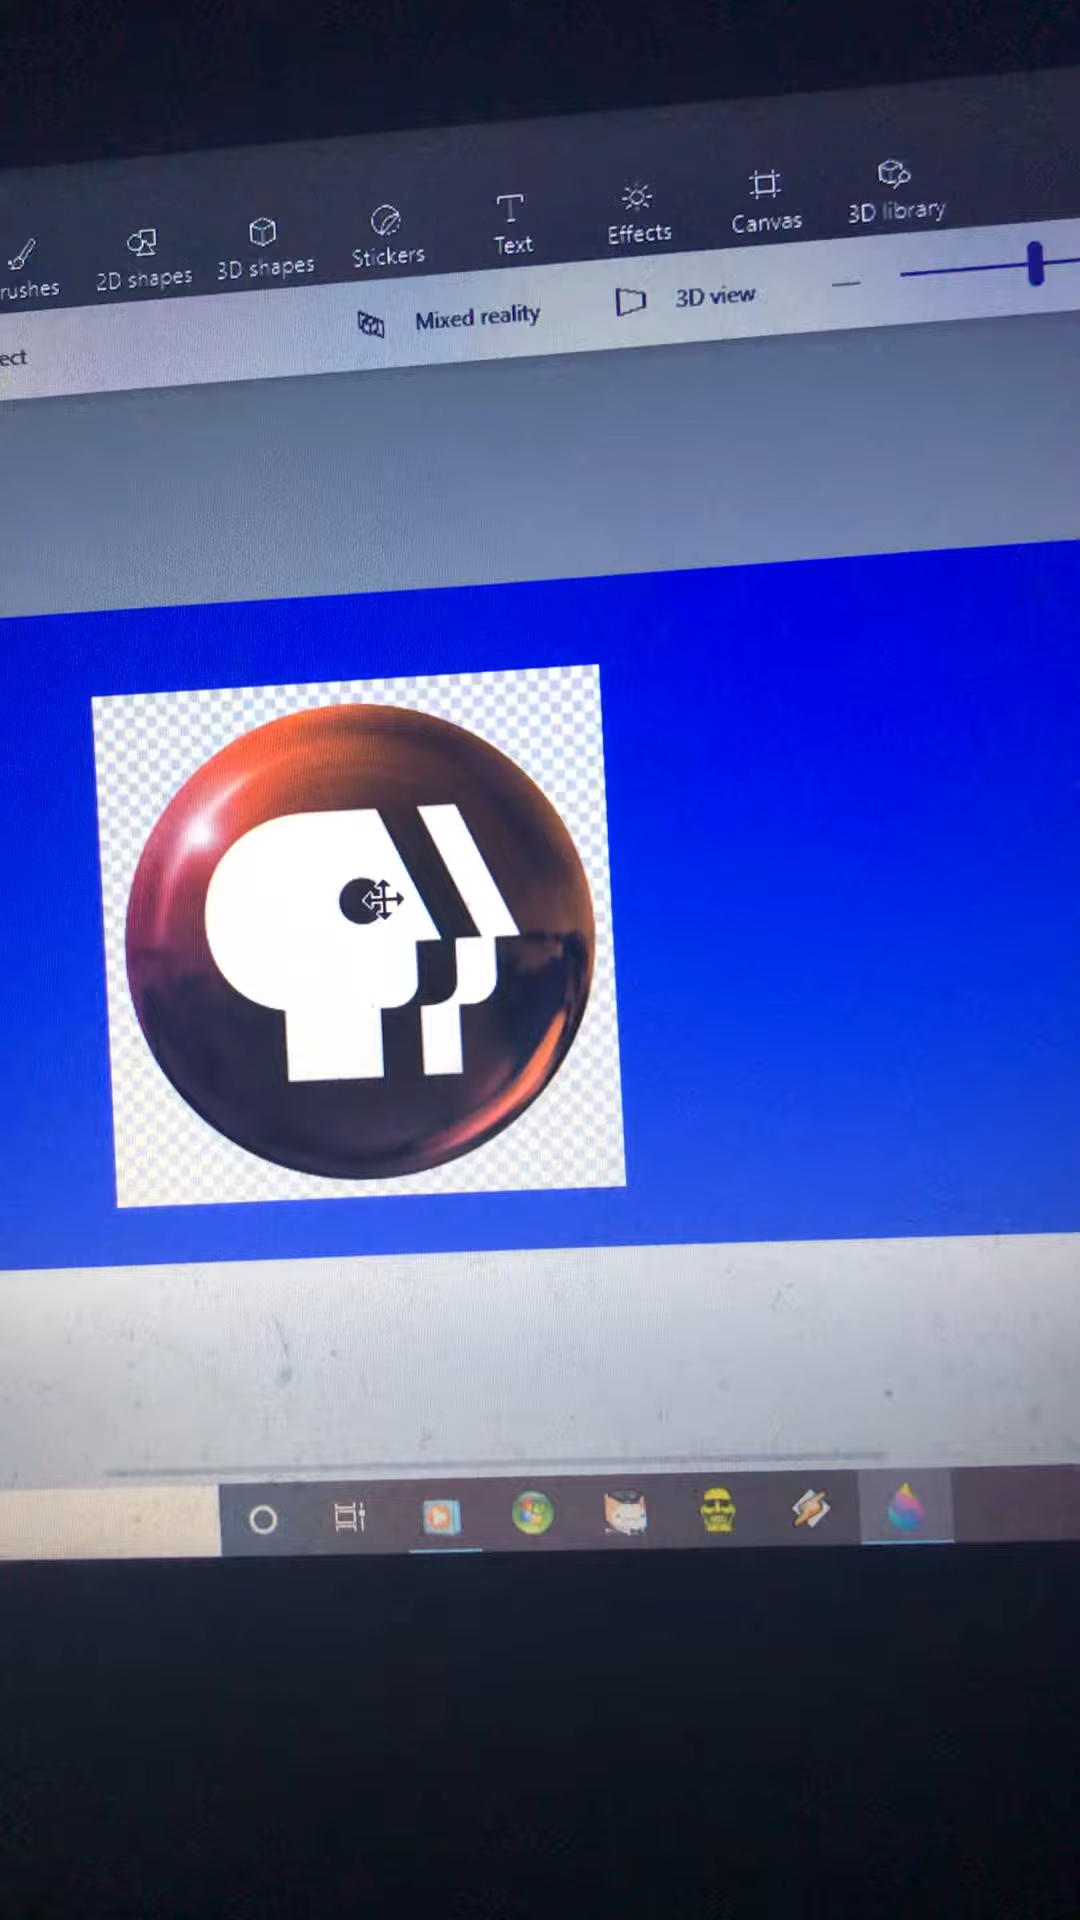 rushes
2D shapes
3D shapes
Stickers
Text
Effects
Canvas
3D library
ect
Mixed reality
3D view